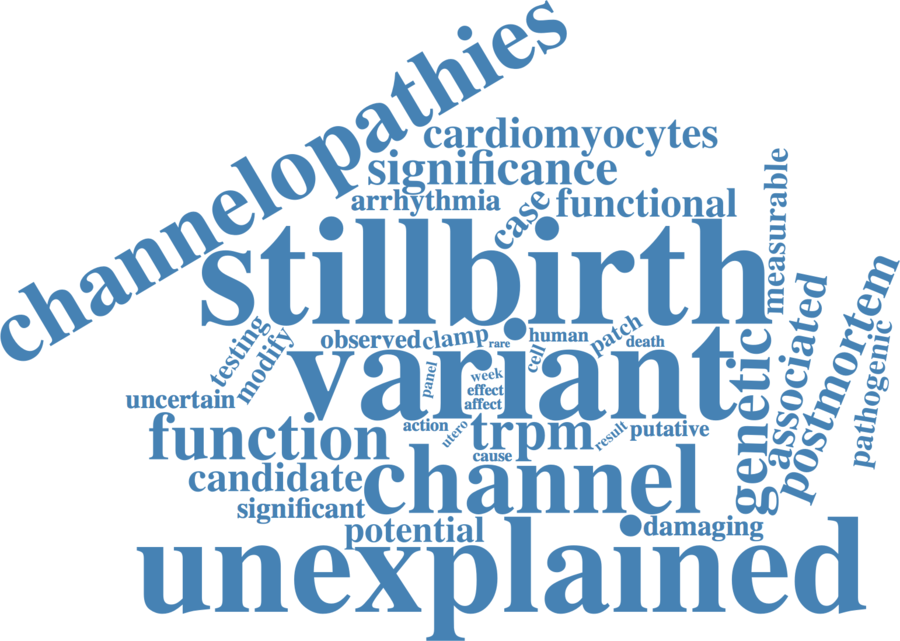 channelopathies
cardiomyocytes
significance
arrhythmia
case
functional
measurable
stillbirth
testing
modify
observed
clamp
rare
human
cell
patch
death
variant
panel
week
effect
affect
genetic
associated
postmortem
pathogenic
uncertain
function
action
utero
trpm
cause
result
putative
candidate
channel
significant
potential
damaging
unexplained